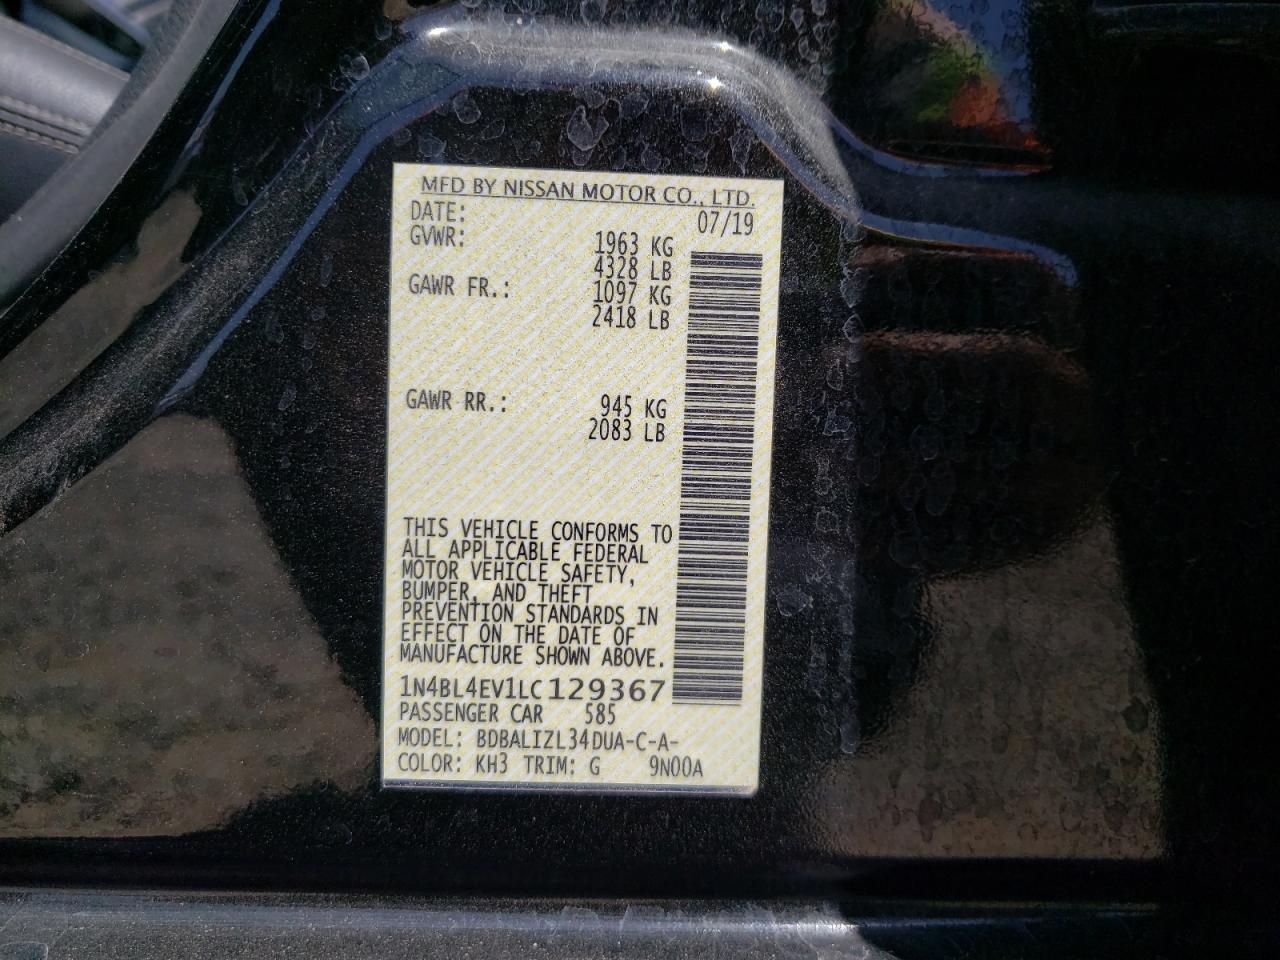 MFD BY NISSAN MOTOR CO., LTD.
DATE: 07/19
GVWR: 1963 KG
4328 LB
GAWR FR.: 1097 KG
2418 LB
GAWR RR.: 945 KG
2083 LB
THIS VEHICLE CONFORMS TO
ALL APPLICABLE FEDERAL
MOTOR VEHICLE SAFETY,
BUMPER, AND THEFT
PREVENTION STANDARDS IN
EFFECT ON THE DATE OF
MANUFACTURE SHOWN ABOVE.
1N4BL4EV1LC129367
PASSENGER CAR 585
MODEL: BDBALIZL34DUA-C-A-
COLOR: KH3 TRIM: G 9N00A